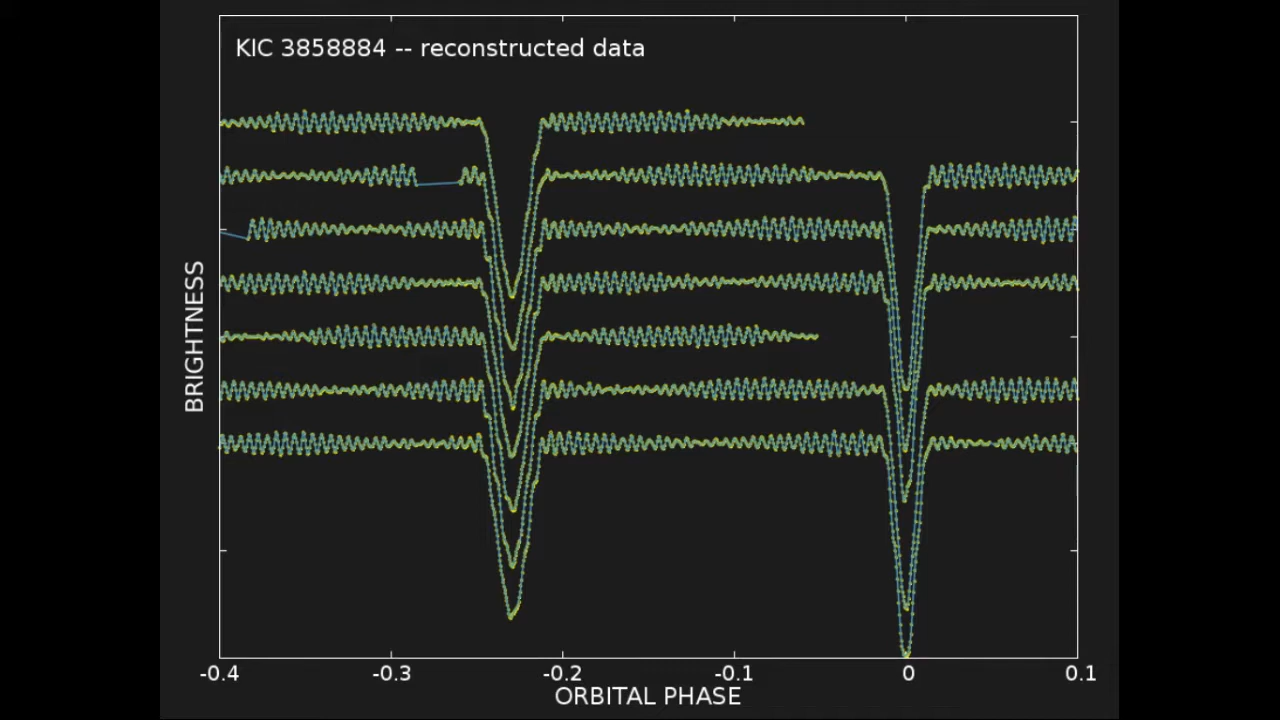 KIC 3858884 -- reconstructed data
BRIGHTNESS
-0.4 -0.3 -0.2 -0.1 0 0.1
ORBITAL PHASE